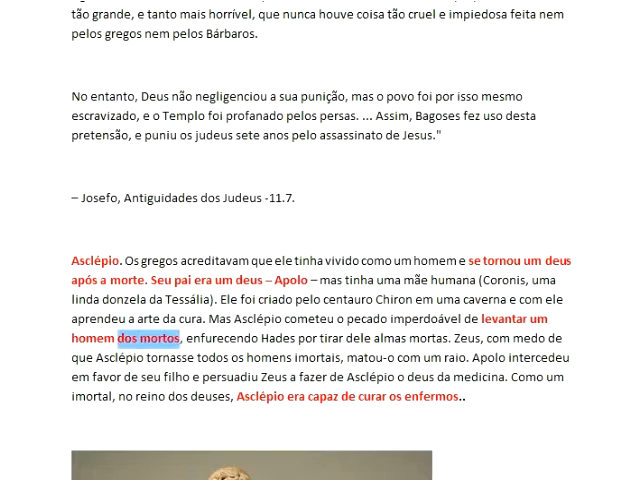 tão grande, e tanto mais horrível, que nunca houve coisa tão cruel e impiedosa feita nem
pelos gregos nem pelos Bárbaros.
No entanto, Deus não negligenciou a sua punição, mas o povo foi por isso mesmo
escravizado, e o Templo foi profanado pelos persas. ... Assim, Bagoses fez uso desta
pretensão, e puniu os judeus sete anos pelo assassinato de Jesus."
– Josefo, Antiguidades dos Judeus -11.7.
Asclépio. Os gregos acreditavam que ele tinha vivido como um homem e se tornou um deus
após a morte. Seu pai era um deus – Apolo – mas tinha uma mãe humana (Coronis, uma
linda donzela da Tessália). Ele foi criado pelo centauro Chiron em uma caverna e com ele
aprendeu a arte da cura. Mas Asclépio cometeu o pecado imperdoável de levantar um
homem dos mortos, enfurecendo Hades por tirar dele almas mortas. Zeus, com medo de
que Asclépio tornasse todos os homens imortais, matou-o com um raio. Apolo intercedeu
em favor de seu filho e persuadiu Zeus a fazer de Asclépio o deus da medicina. Como um
imortal, no reino dos deuses, Asclépio era capaz de curar os enfermos..